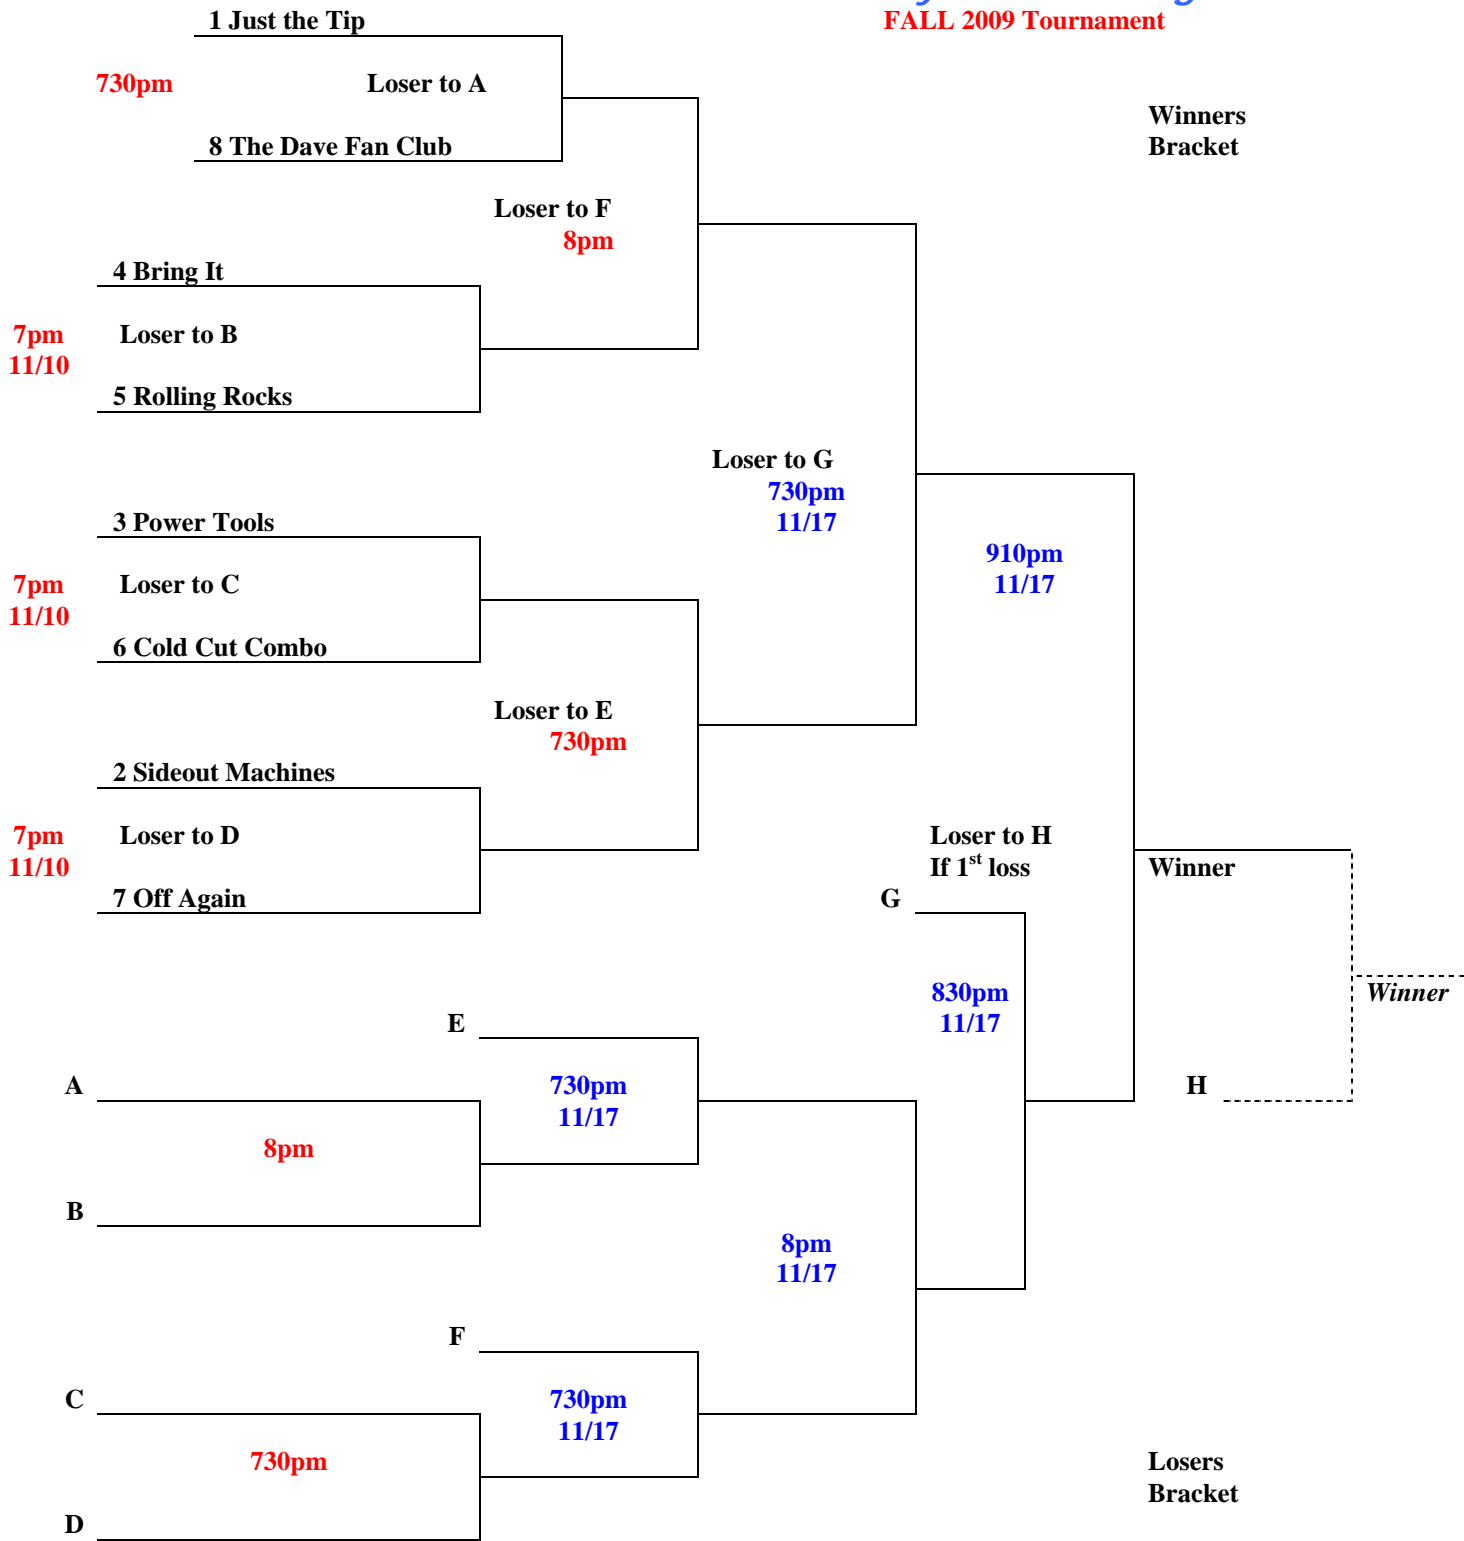 FALL 2009 Tournament
1 Just the Tip
730pm
Loser to A
8 The Dave Fan Club
Winners
Bracket
Loser to F
8pm
4 Bring It
7pm
11/10
Loser to B
5 Rolling Rocks
Loser to G
730pm
11/17
3 Power Tools
7pm
11/10
Loser to C
6 Cold Cut Combo
910pm
11/17
Loser to E
730pm
2 Sideout Machines
7pm
11/10
Loser to D
7 Off Again
Loser to H
If 1st loss
Winner
G
830pm
11/17
Winner
E
A
730pm
11/17
H
8pm
B
8pm
11/17
F
C
730pm
11/17
730pm
D
Losers
Bracket